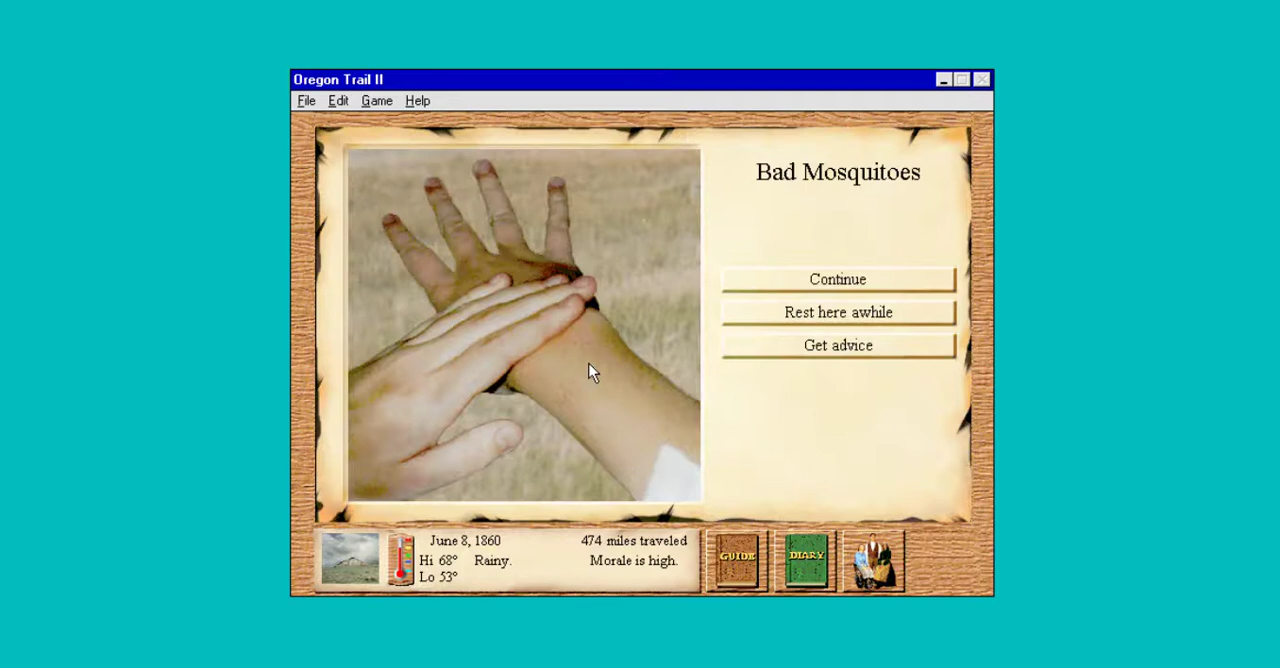 Oregon Trail II
File Edit Game Help
Bad Mosquitoes
Continue
Rest here awhile
Get advice
June 8, 1860 474 miles traveled
Hi 68° Rainy. Morale is high.
Lo 53°
GUIDE DIARY